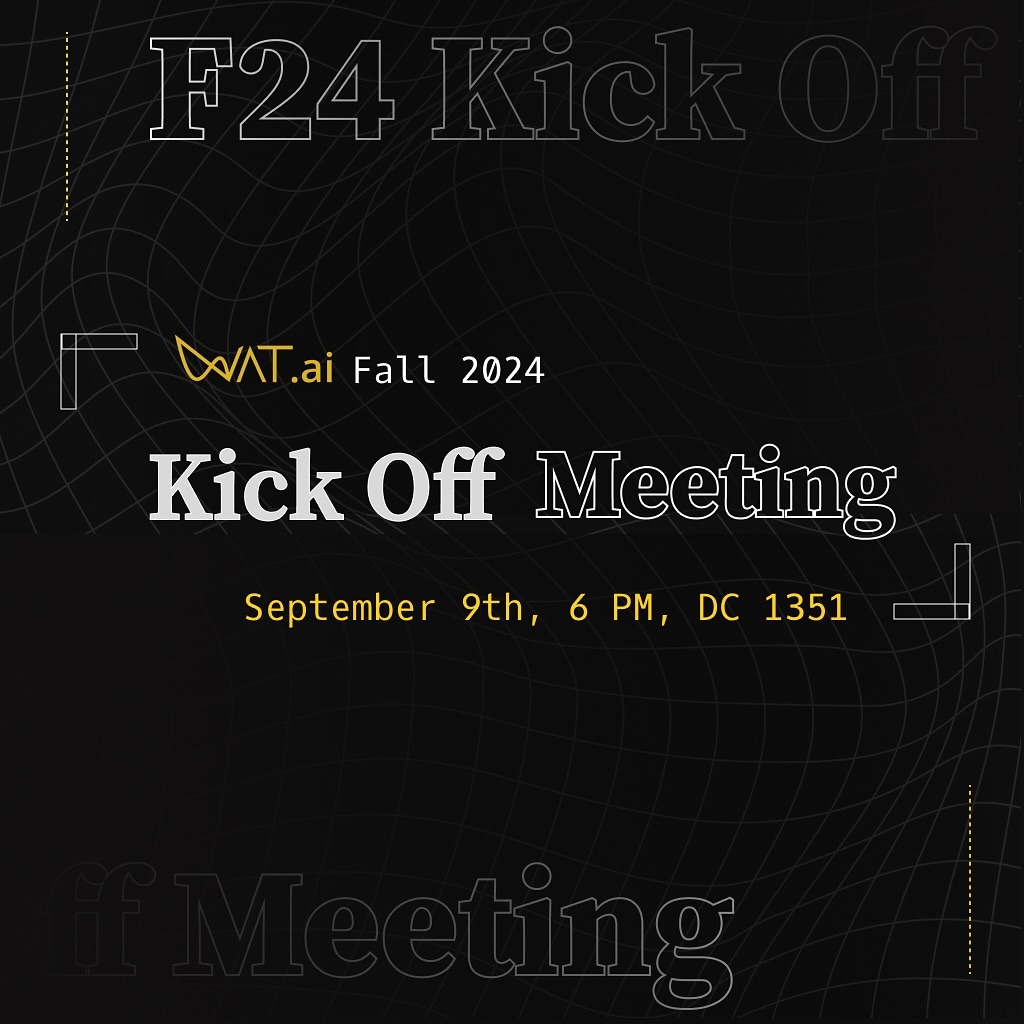 F24 Kick Off
WAT.ai Fall 2024
Kick Off Meeting
September 9th, 6 PM, DC 1351
ff Meeting